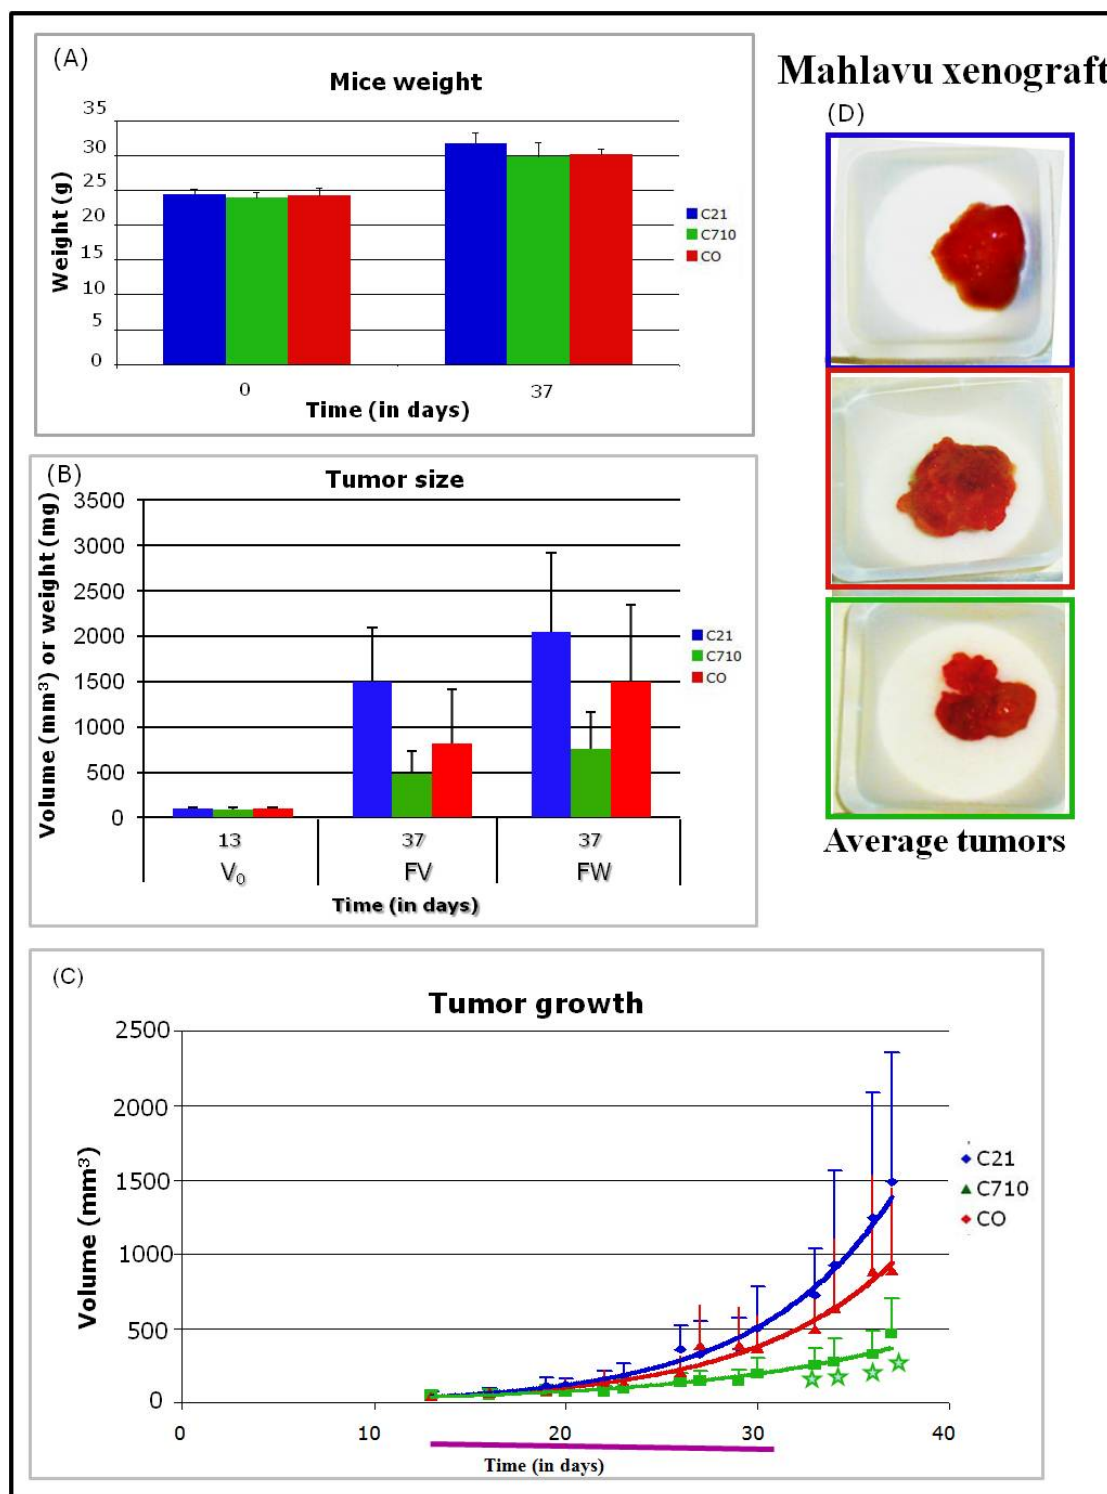 Mahlavu xenograft
(A)
Mice weight
Weight (g)
35
30
25
20
15
10
5
0
0
37
Time (in days)
C21
C710
CO
(B)
Tumor size
Volume (mm³) or weight (mg)
3500
3000
2500
2000
1500
1000
500
0
13
37
37
V₀
FV
FW
Time (in days)
C21
C710
CO
(D)
Average tumors
(C)
Tumor growth
Volume (mm³)
2500
2000
1500
1000
500
0
0
10
20
30
40
Time (in days)
C21
C710
CO